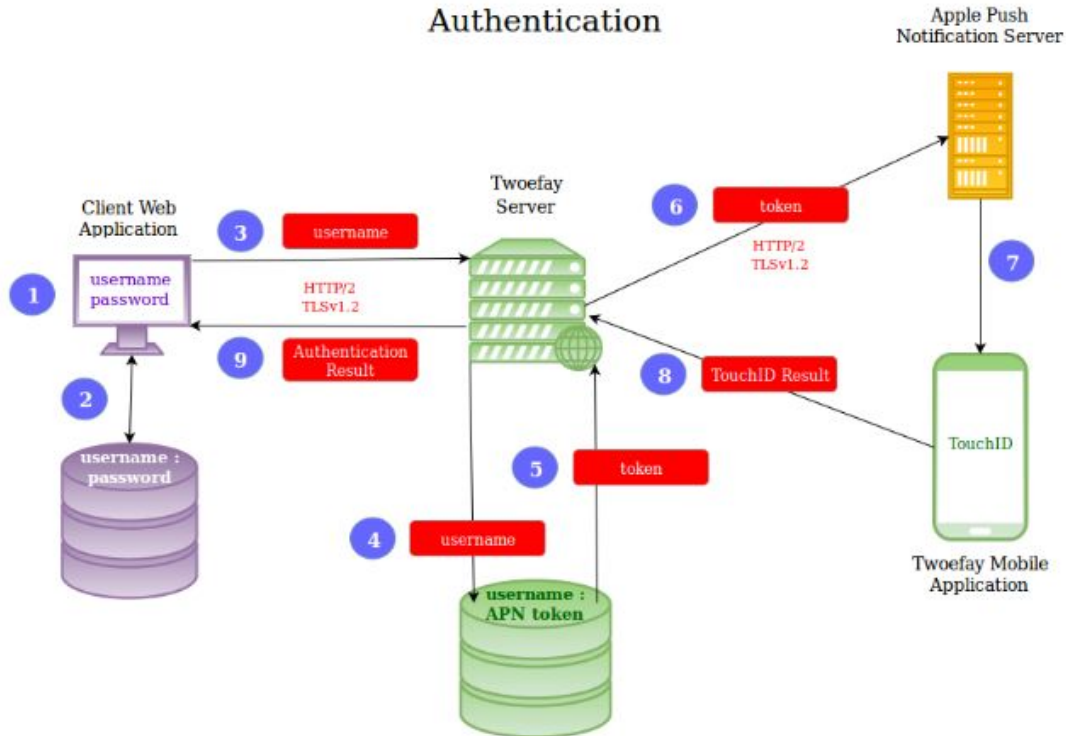 Authentication
Apple Push
Notification Server
Twoefay
Server
Client Web
Application
6
token
3
username
HTTP/2
TLSv1.2
7
1
username
password
HTTP/2
TLSv1.2
9
Authentication
Result
8
TouchID Result
2
TouchID
username :
password
5
token
4
username
Twoefay Mobile
Application
username :
APN token